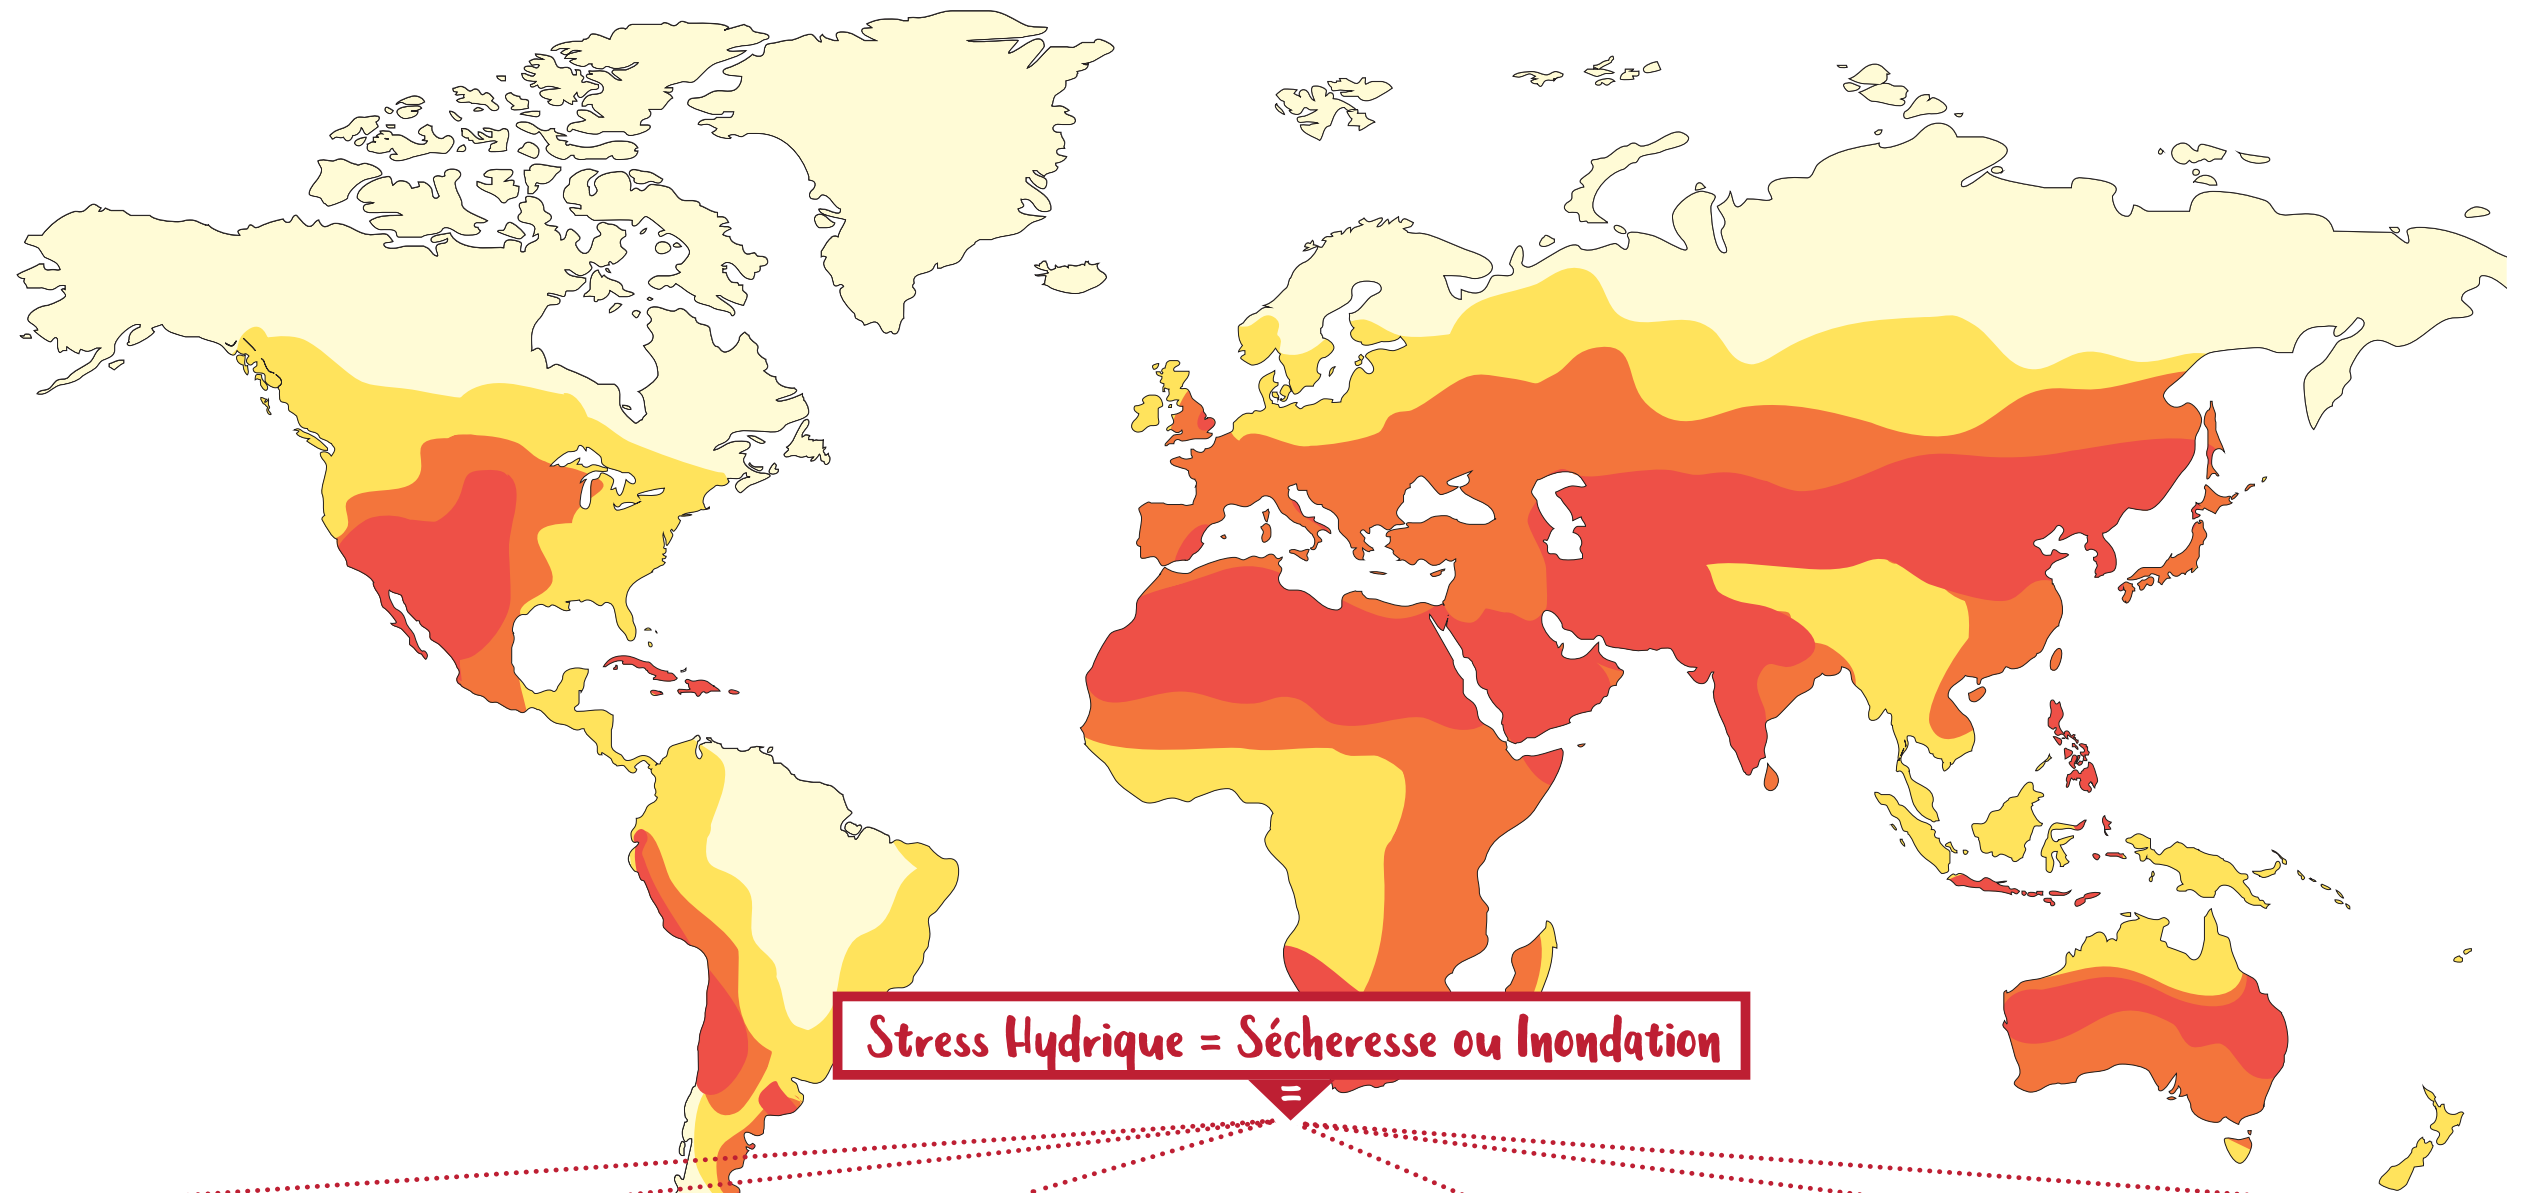 Stress Hydrique = Sécheresse ou Inondation
=